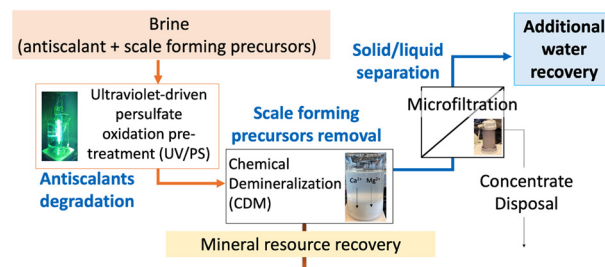 Brine
(antiscalant + scale forming precursors)
Ultraviolet-driven
persulfate
oxidation pre-
treatment (UV/PS)
Antiscalants
degradation
Scale forming
precursors removal
Chemical
Demineralization
(CDM)
Ca²⁺ Mg²⁺
Mineral resource recovery
Solid/liquid
separation
Microfiltration
Additional
water
recovery
Concentrate
Disposal